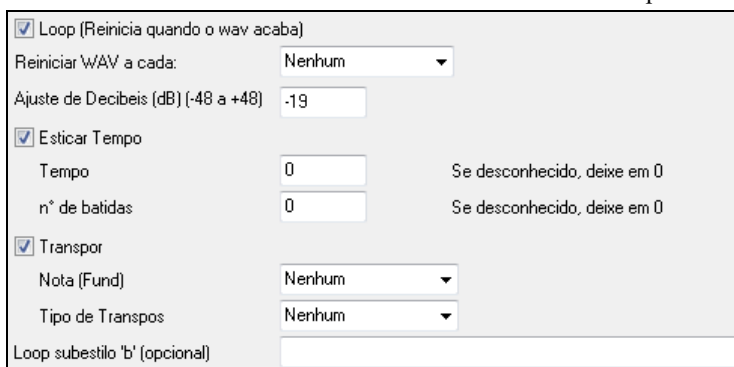 Loop (Reinicia quando o wav acaba)
Reiniciar WAV a cada: Nenhum
Ajuste de Decibeis (dB) (-48 a +48) -19
Esticar Tempo
Tempo 0 Se desconhecido, deixe em 0
n° de batidas 0 Se desconhecido, deixe em 0
Transpor
Nota (Fund) Nenhum
Tipo de Transpos Nenhum
Loop subestilo 'b' (opcional)